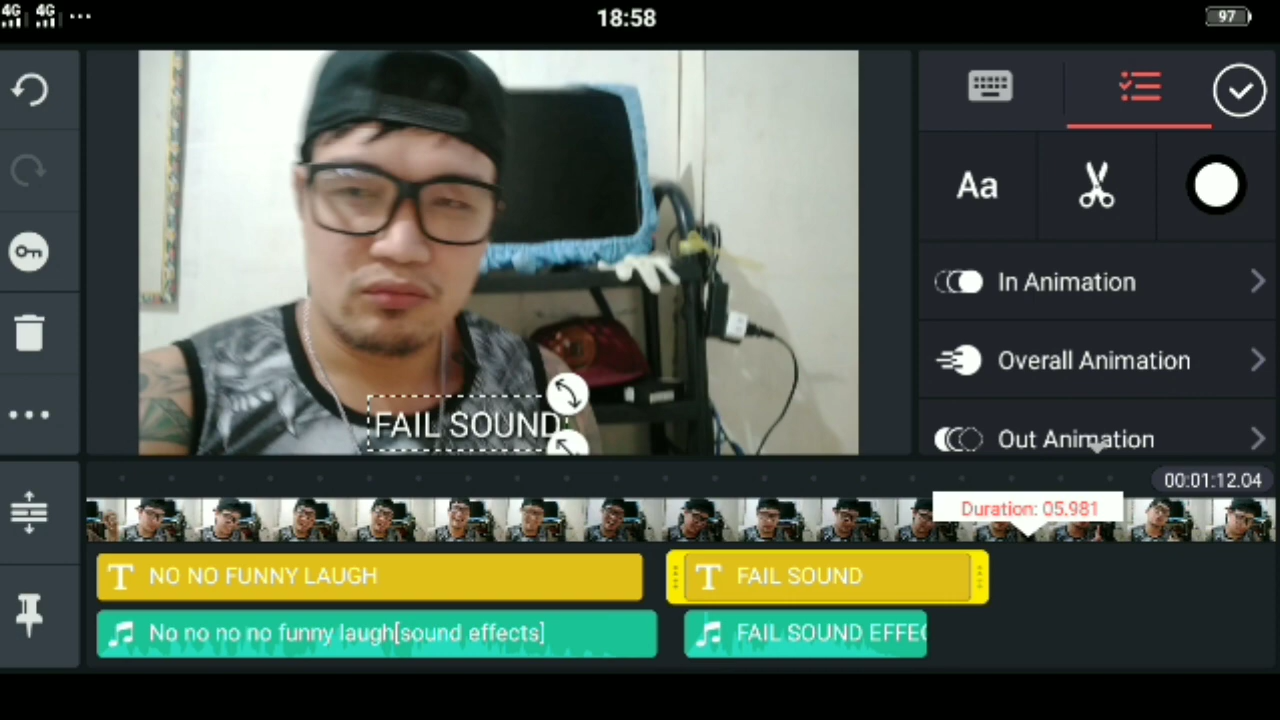 4G 4G
18:58
97
Aa
In Animation
Overall Animation
Out Animation
FAIL SOUND
00:01:12.04
Duration: 05.981
T NO NO FUNNY LAUGH
T FAIL SOUND
No no no no funny laugh[sound effects]
FAIL SOUND EFFEC